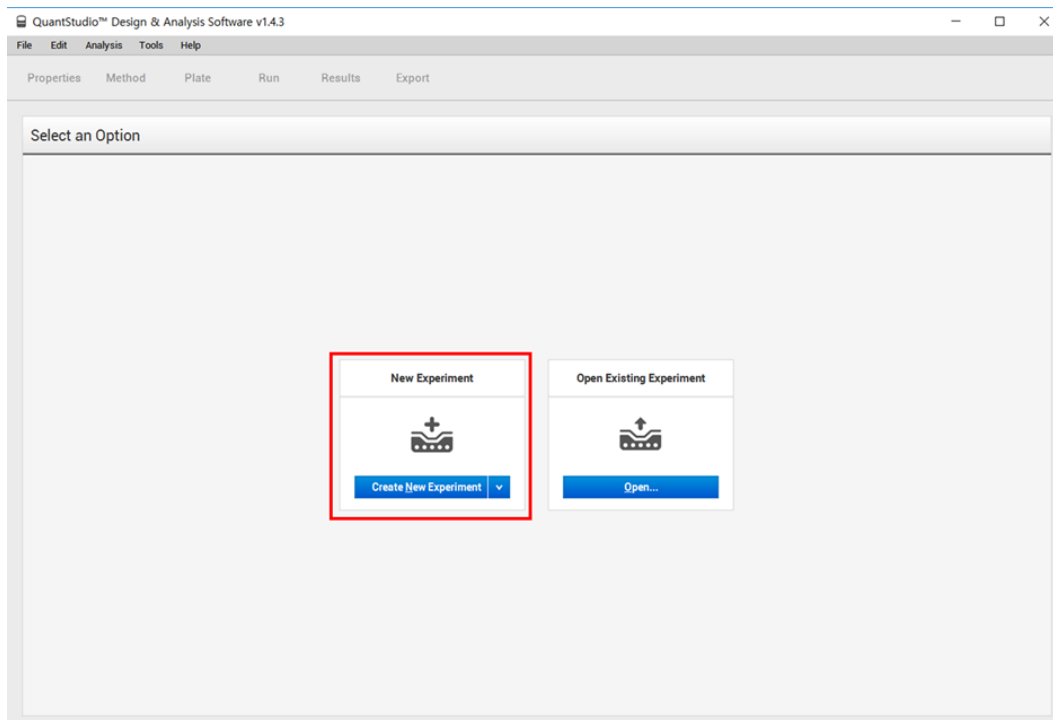 QuantStudio™ Design & Analysis Software v1.4.3
File Edit Analysis Tools Help
Properties Method Plate Run Results Export
Select an Option
New Experiment
Open Existing Experiment
Create New Experiment
Open...